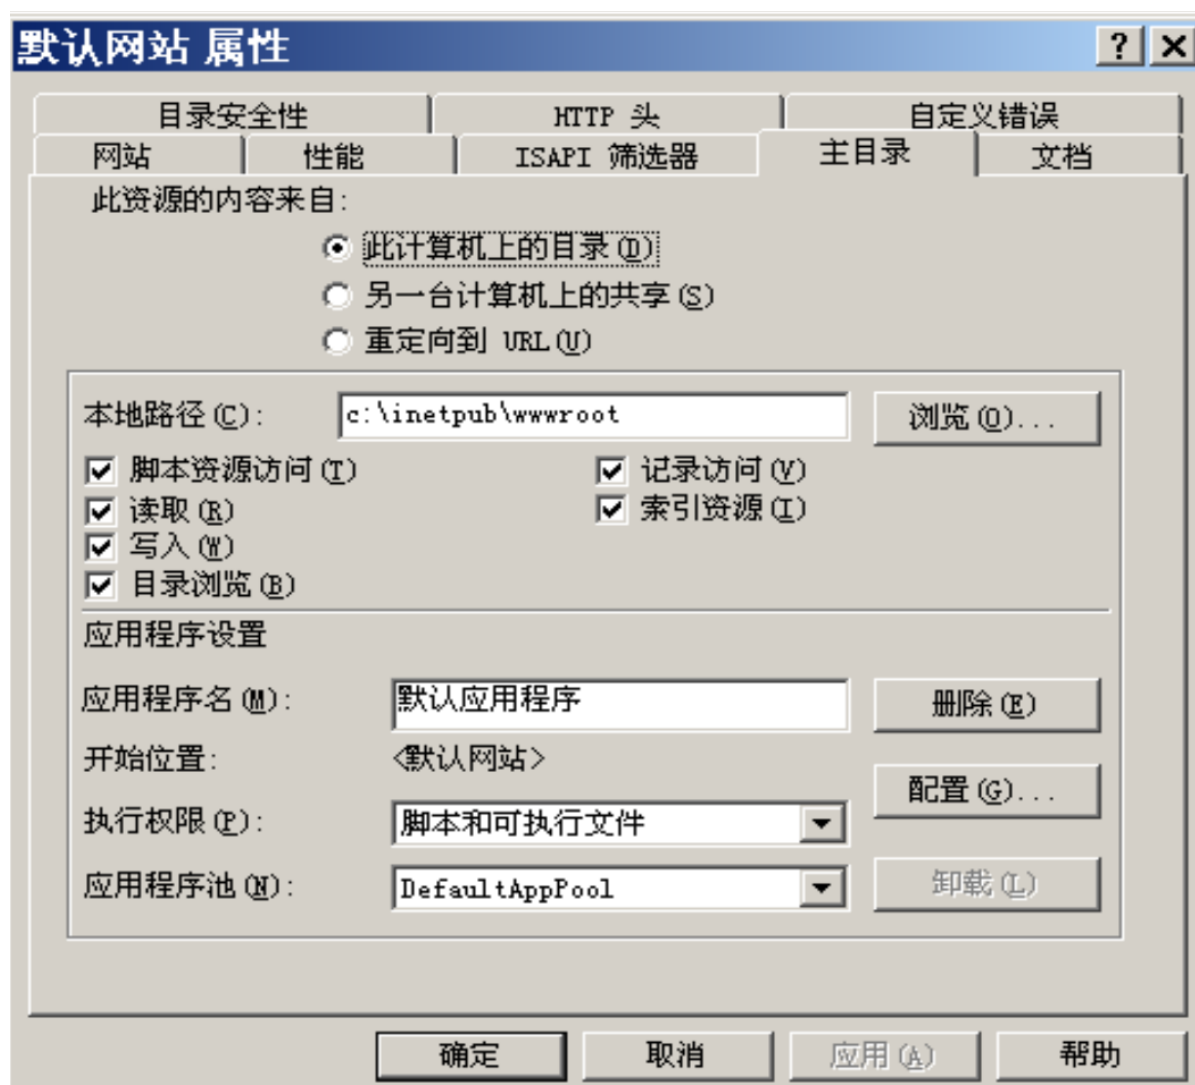 默认网站 属性
目录安全性 HTTP 头 自定义错误
网站 性能 ISAPI 筛选器 主目录 文档
此资源的内容来自:
此计算机上的目录(D)
另一台计算机上的共享(S)
重定向到 URL(U)
本地路径(C): c:\inetpub\wwwroot 浏览(O)...
脚本资源访问(T) 记录访问(V)
读取(R) 索引资源(I)
写入(W)
目录浏览(B)
应用程序设置
应用程序名(M): 默认应用程序 删除(E)
开始位置: <默认网站>
配置(G)...
执行权限(P): 脚本和可执行文件
应用程序池(N): DefaultAppPool 卸载(L)
确定 取消 应用(A) 帮助